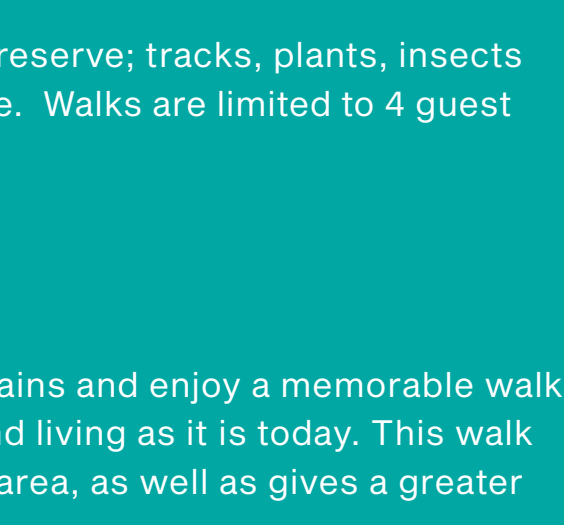 reserve; tracks, plants, insects
e. Walks are limited to 4 guest
ains and enjoy a memorable walk
d living as it is today. This walk
area, as well as gives a greater